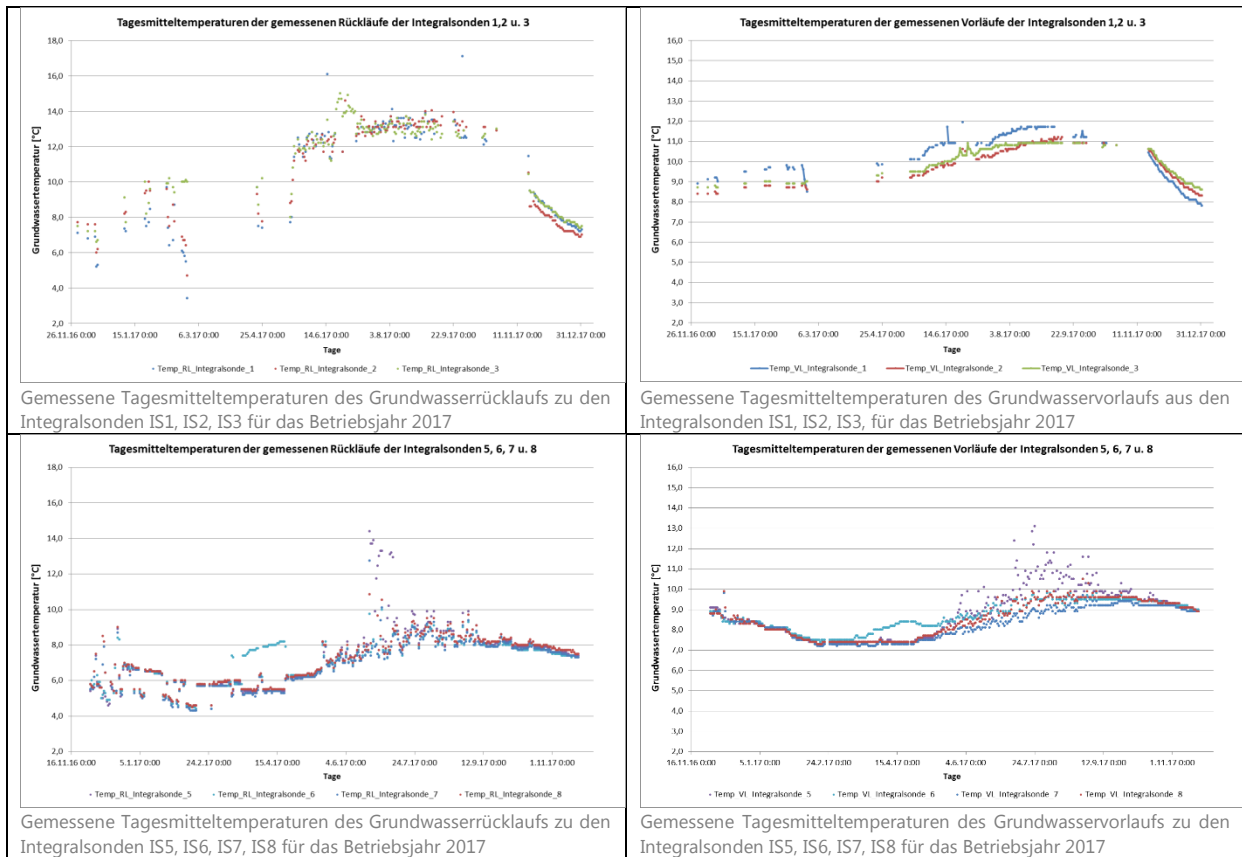 Tagesmitteltemperaturen der gemessenen Rückläufe der Integralsonden 1,2 u. 3
18,0
16,0
14,0
12,0
10,0
8,0
6,0
4,0
2,0
Grundwassertemperatur [°C]
26.11.16 0:00 15.1.17 0:00 6.3.17 0:00 25.4.17 0:00 14.6.17 0:00 3.8.17 0:00 22.9.17 0:00 11.11.17 0:00 31.12.17 0:00
Tage
Temp_RL_Integralsonde_1 Temp_RL_Integralsonde_2 Temp_RL_Integralsonde_3
Gemessene Tagesmitteltemperaturen des Grundwasserrücklaufs zu den
Integralsonden IS1, IS2, IS3 für das Betriebsjahr 2017
Tagesmitteltemperaturen der gemessenen Vorläufe der Integralsonden 1,2 u. 3
16,0
15,0
14,0
13,0
12,0
11,0
10,0
9,0
8,0
7,0
6,0
5,0
4,0
3,0
2,0
Grundwassertemperatur [°C]
26.11.16 0:00 15.1.17 0:00 6.3.17 0:00 25.4.17 0:00 14.6.17 0:00 3.8.17 0:00 22.9.17 0:00 11.11.17 0:00 31.12.17 0:00
Tage
Temp_VL_Integralsonde_1 Temp_VL_Integralsonde_2 Temp_VL_Integralsonde_3
Gemessene Tagesmitteltemperaturen des Grundwasservorlaufs aus den
Integralsonden IS1, IS2, IS3, für das Betriebsjahr 2017
Tagesmitteltemperaturen der gemessenen Rückläufe der Integralsonden 5, 6, 7 u. 8
18,0
16,0
14,0
12,0
10,0
8,0
6,0
4,0
2,0
Grundwassertemperatur [°C]
16.11.16 0:00 5.1.17 0:00 24.2.17 0:00 15.4.17 0:00 4.6.17 0:00 24.7.17 0:00 12.9.17 0:00 1.11.17 0:00
Tage
Temp_RL_Integralsonde_5 Temp_RL_Integralsonde_6 Temp_RL_Integralsonde_7 Temp_RL_Integralsonde_8
Gemessene Tagesmitteltemperaturen des Grundwasserrücklaufs zu den
Integralsonden IS5, IS6, IS7, IS8 für das Betriebsjahr 2017
Tagesmitteltemperaturen der gemessenen Vorläufe der Integralsonden 5, 6, 7 u. 8
16,0
15,0
14,0
13,0
12,0
11,0
10,0
9,0
8,0
7,0
6,0
5,0
4,0
3,0
2,0
Grundwassertemperatur [°C]
16.11.16 0:00 5.1.17 0:00 24.2.17 0:00 15.4.17 0:00 4.6.17 0:00 24.7.17 0:00 12.9.17 0:00 1.11.17 0:00
Tage
Temp_VL_Integralsonde_5 Temp_VL_Integralsonde_6 Temp_VL_Integralsonde_7 Temp_VL_Integralsonde_8
Gemessene Tagesmitteltemperaturen des Grundwasservorlaufs zu den
Integralsonden IS5, IS6, IS7, IS8 für das Betriebsjahr 2017